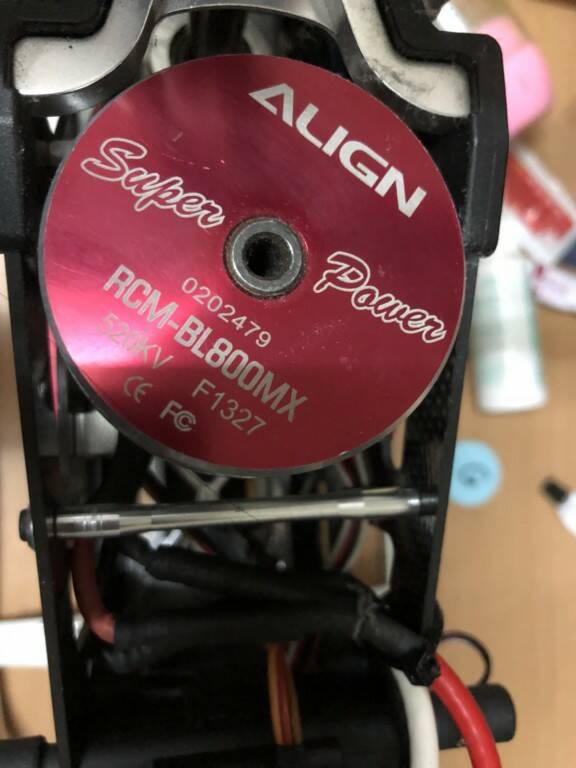 ALIGN
Super Power
0202479
RCM-BL800MX
520KV F1327
CE FC